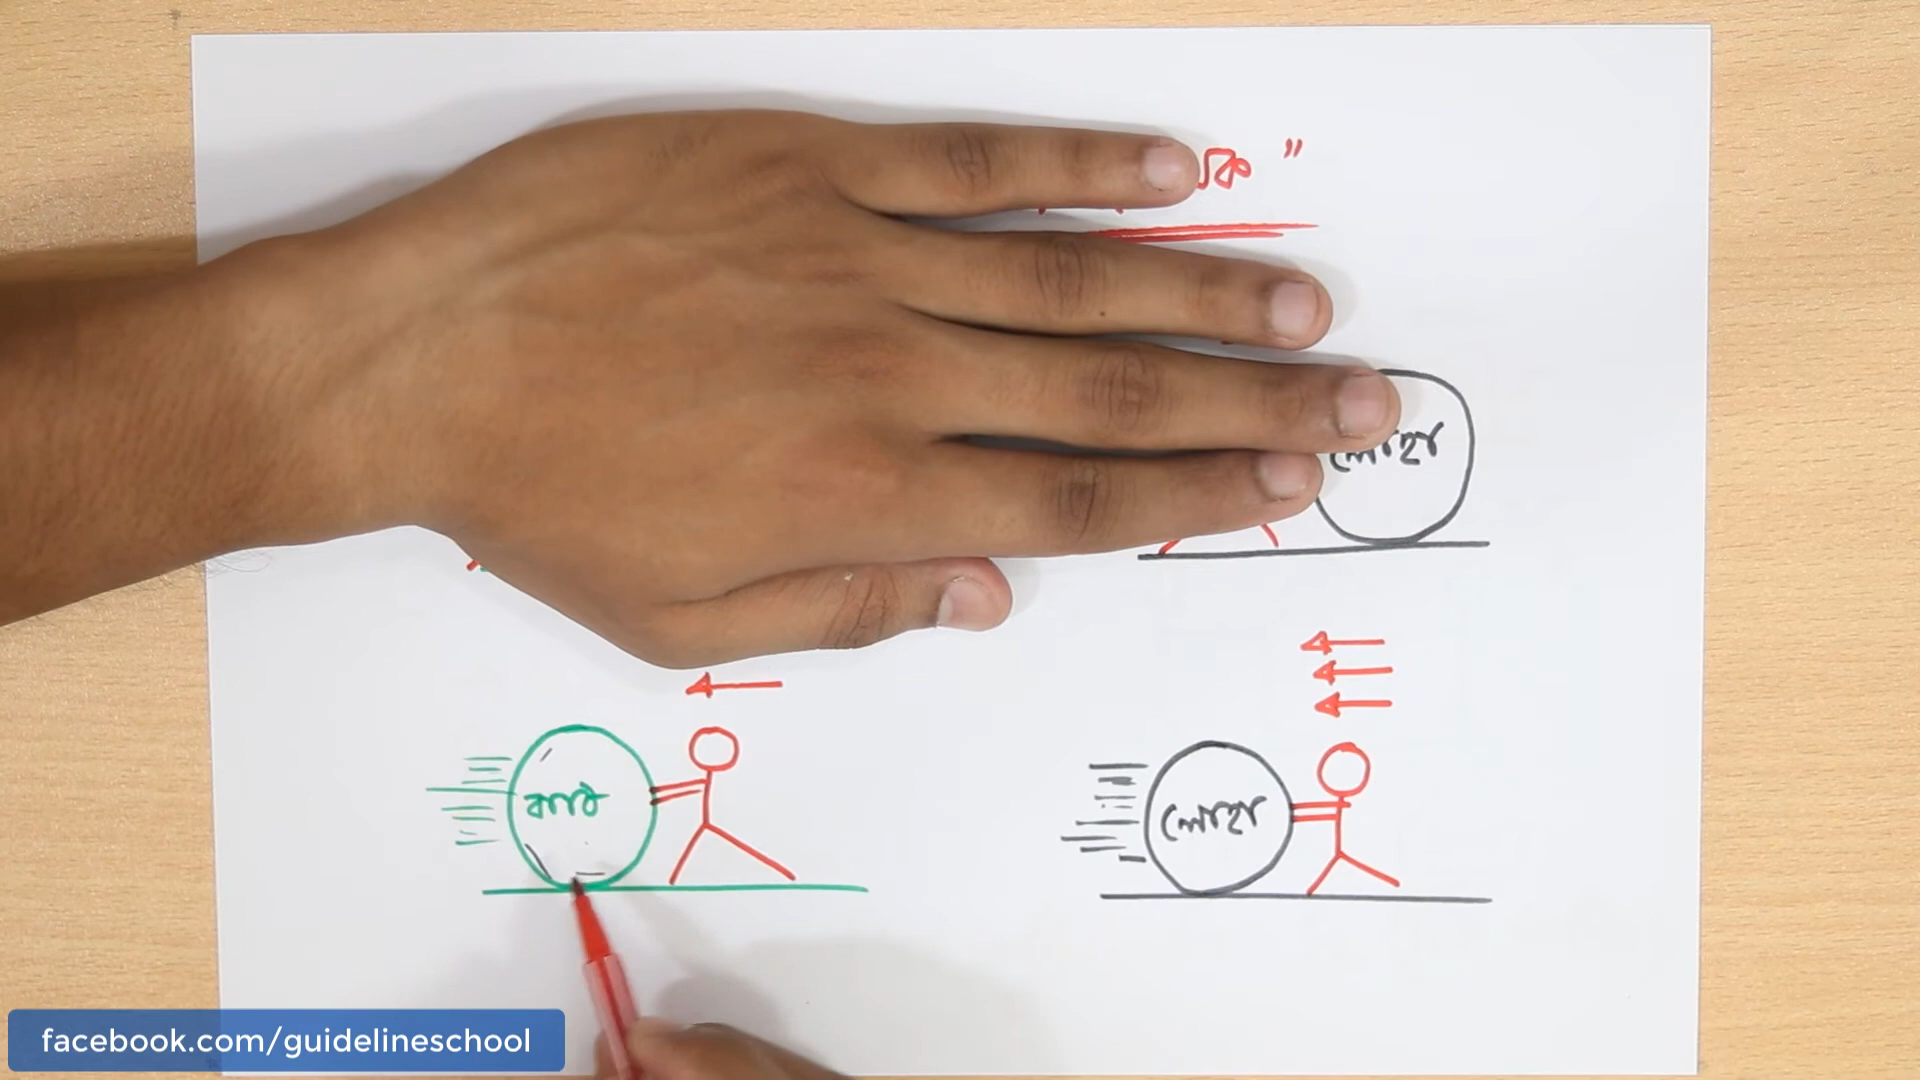 ক "
লোহা
কাঠ
লোহা
facebook.com/guidelineschool